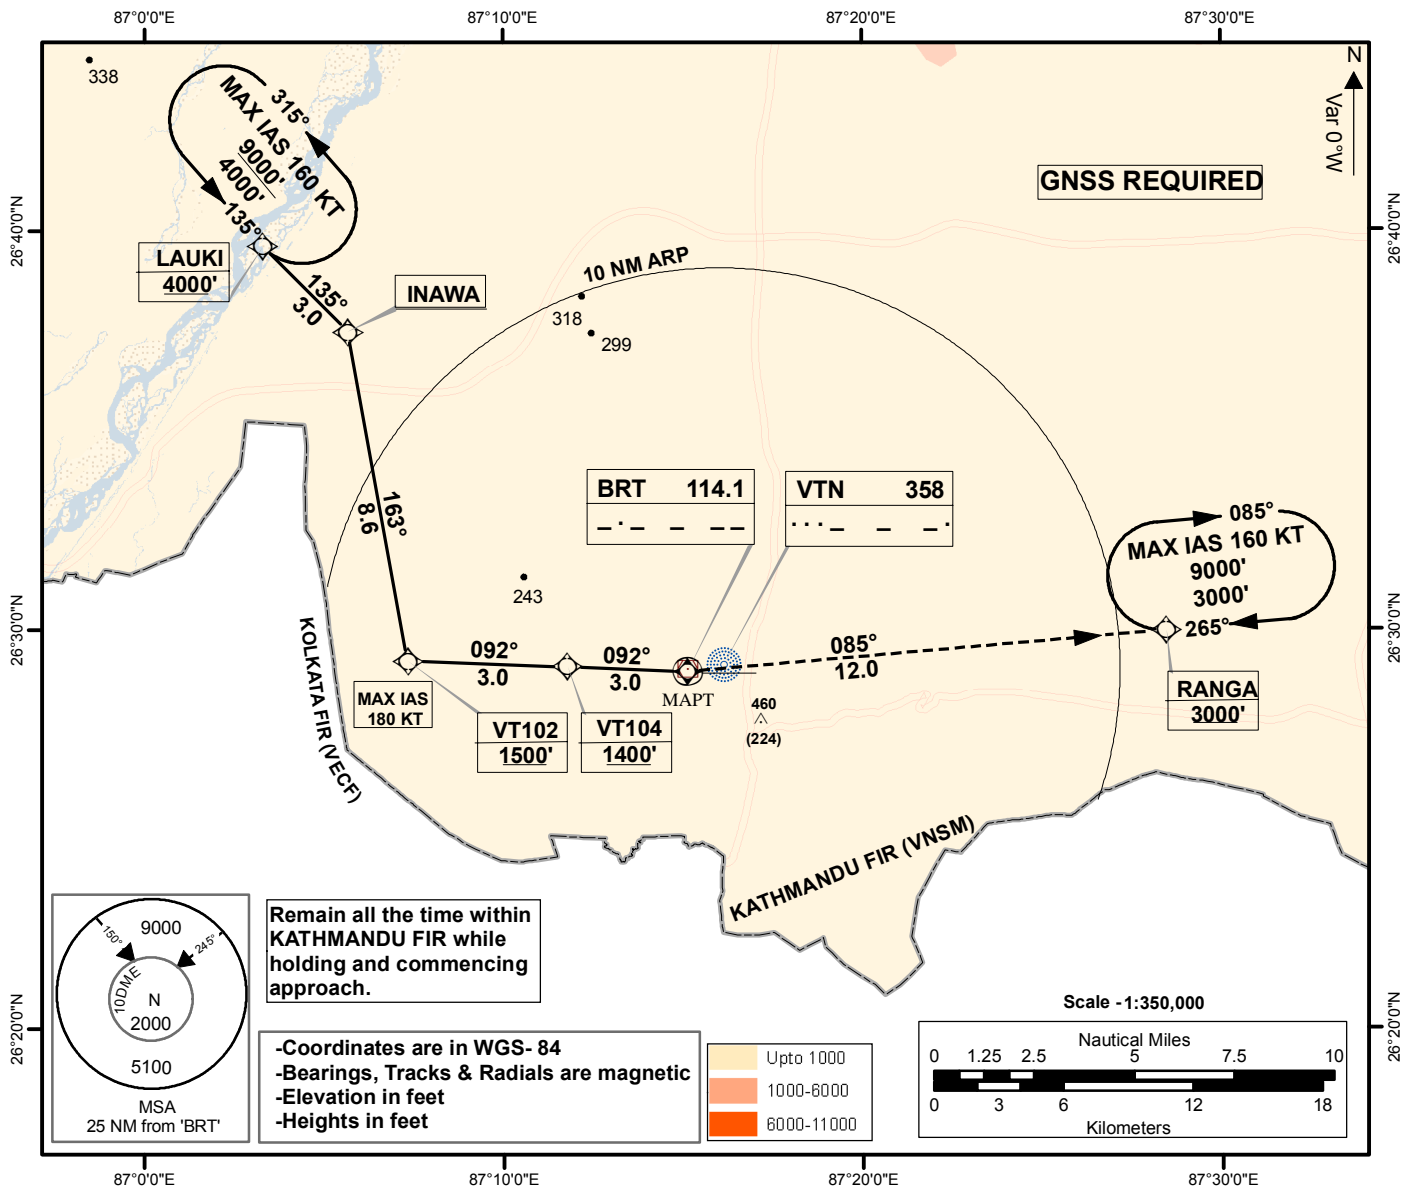 87°0'0"E
87°10'0"E
87°20'0"E
87°30'0"E
338
315°
MAX IAS 160 KT
9000'
4000'
135°
LAUKI
4000'
135°
3.0
INAWA
10 NM ARP
318
299
GNSS REQUIRED
N
Var 0°W
26°40'0"N
26°40'0"N
163°
8.6
BRT 114.1
VTN 358
085°
MAX IAS 160 KT
9000'
3000'
265°
243
26°30'0"N
26°30'0"N
092°
3.0
092°
3.0
085°
12.0
MAX IAS
180 KT
MAPT
RANGA
3000'
VT102
1500'
VT104
1400'
460
(224)
KOLKATA FIR (VECF)
KATHMANDU FIR (VNSM)
9000
150°
245°
10DME
N
2000
5100
MSA
25 NM from 'BRT'
Remain all the time within
KATHMANDU FIR while
holding and commencing
approach.
-Coordinates are in WGS- 84
-Bearings, Tracks & Radials are magnetic
-Elevation in feet
-Heights in feet
Upto 1000
1000-6000
6000-11000
Scale -1:350,000
Nautical Miles
0 1.25 2.5 5 7.5 10
0 3 6 12 18
Kilometers
26°20'0"N
26°20'0"N
87°0'0"E
87°10'0"E
87°20'0"E
87°30'0"E